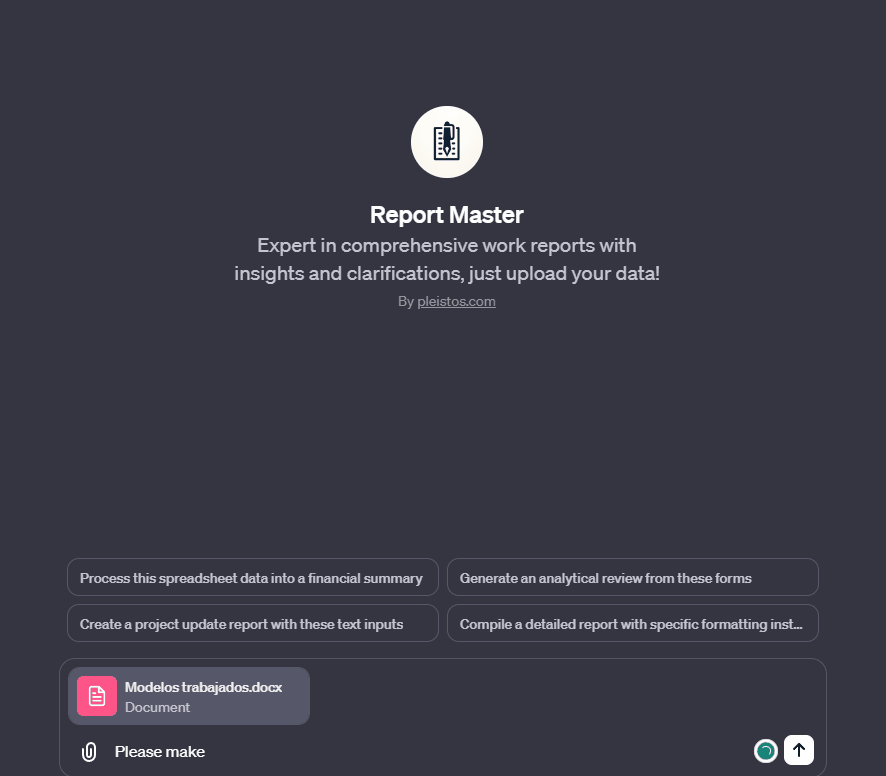 Report Master
Expert in comprehensive work reports with
insights and clarifications, just upload your data!
By pleistos.com
Process this spreadsheet data into a financial summary
Generate an analytical review from these forms
Create a project update report with these text inputs
Compile a detailed report with specific formatting inst...
Modelos trabajados.docx
Document
Please make